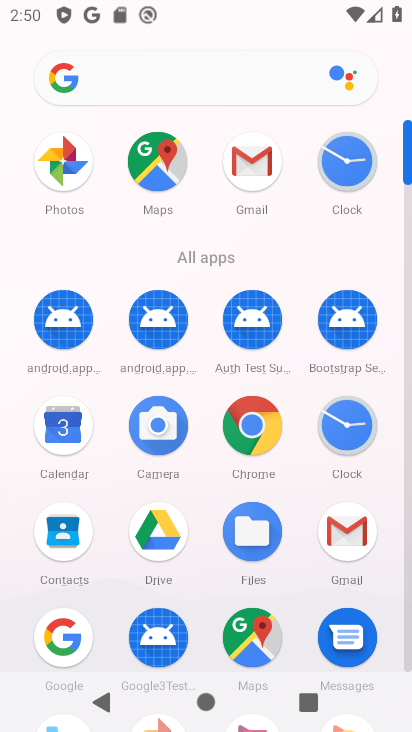 2:50
Photos Maps Gmail Clock
All apps
android.app... android.app.... Auth Test Su... Bootstrap Se...
3
Calendar Camera Chrome Clock
Contacts Drive Files Gmail
Google Google3Test... Maps Messages